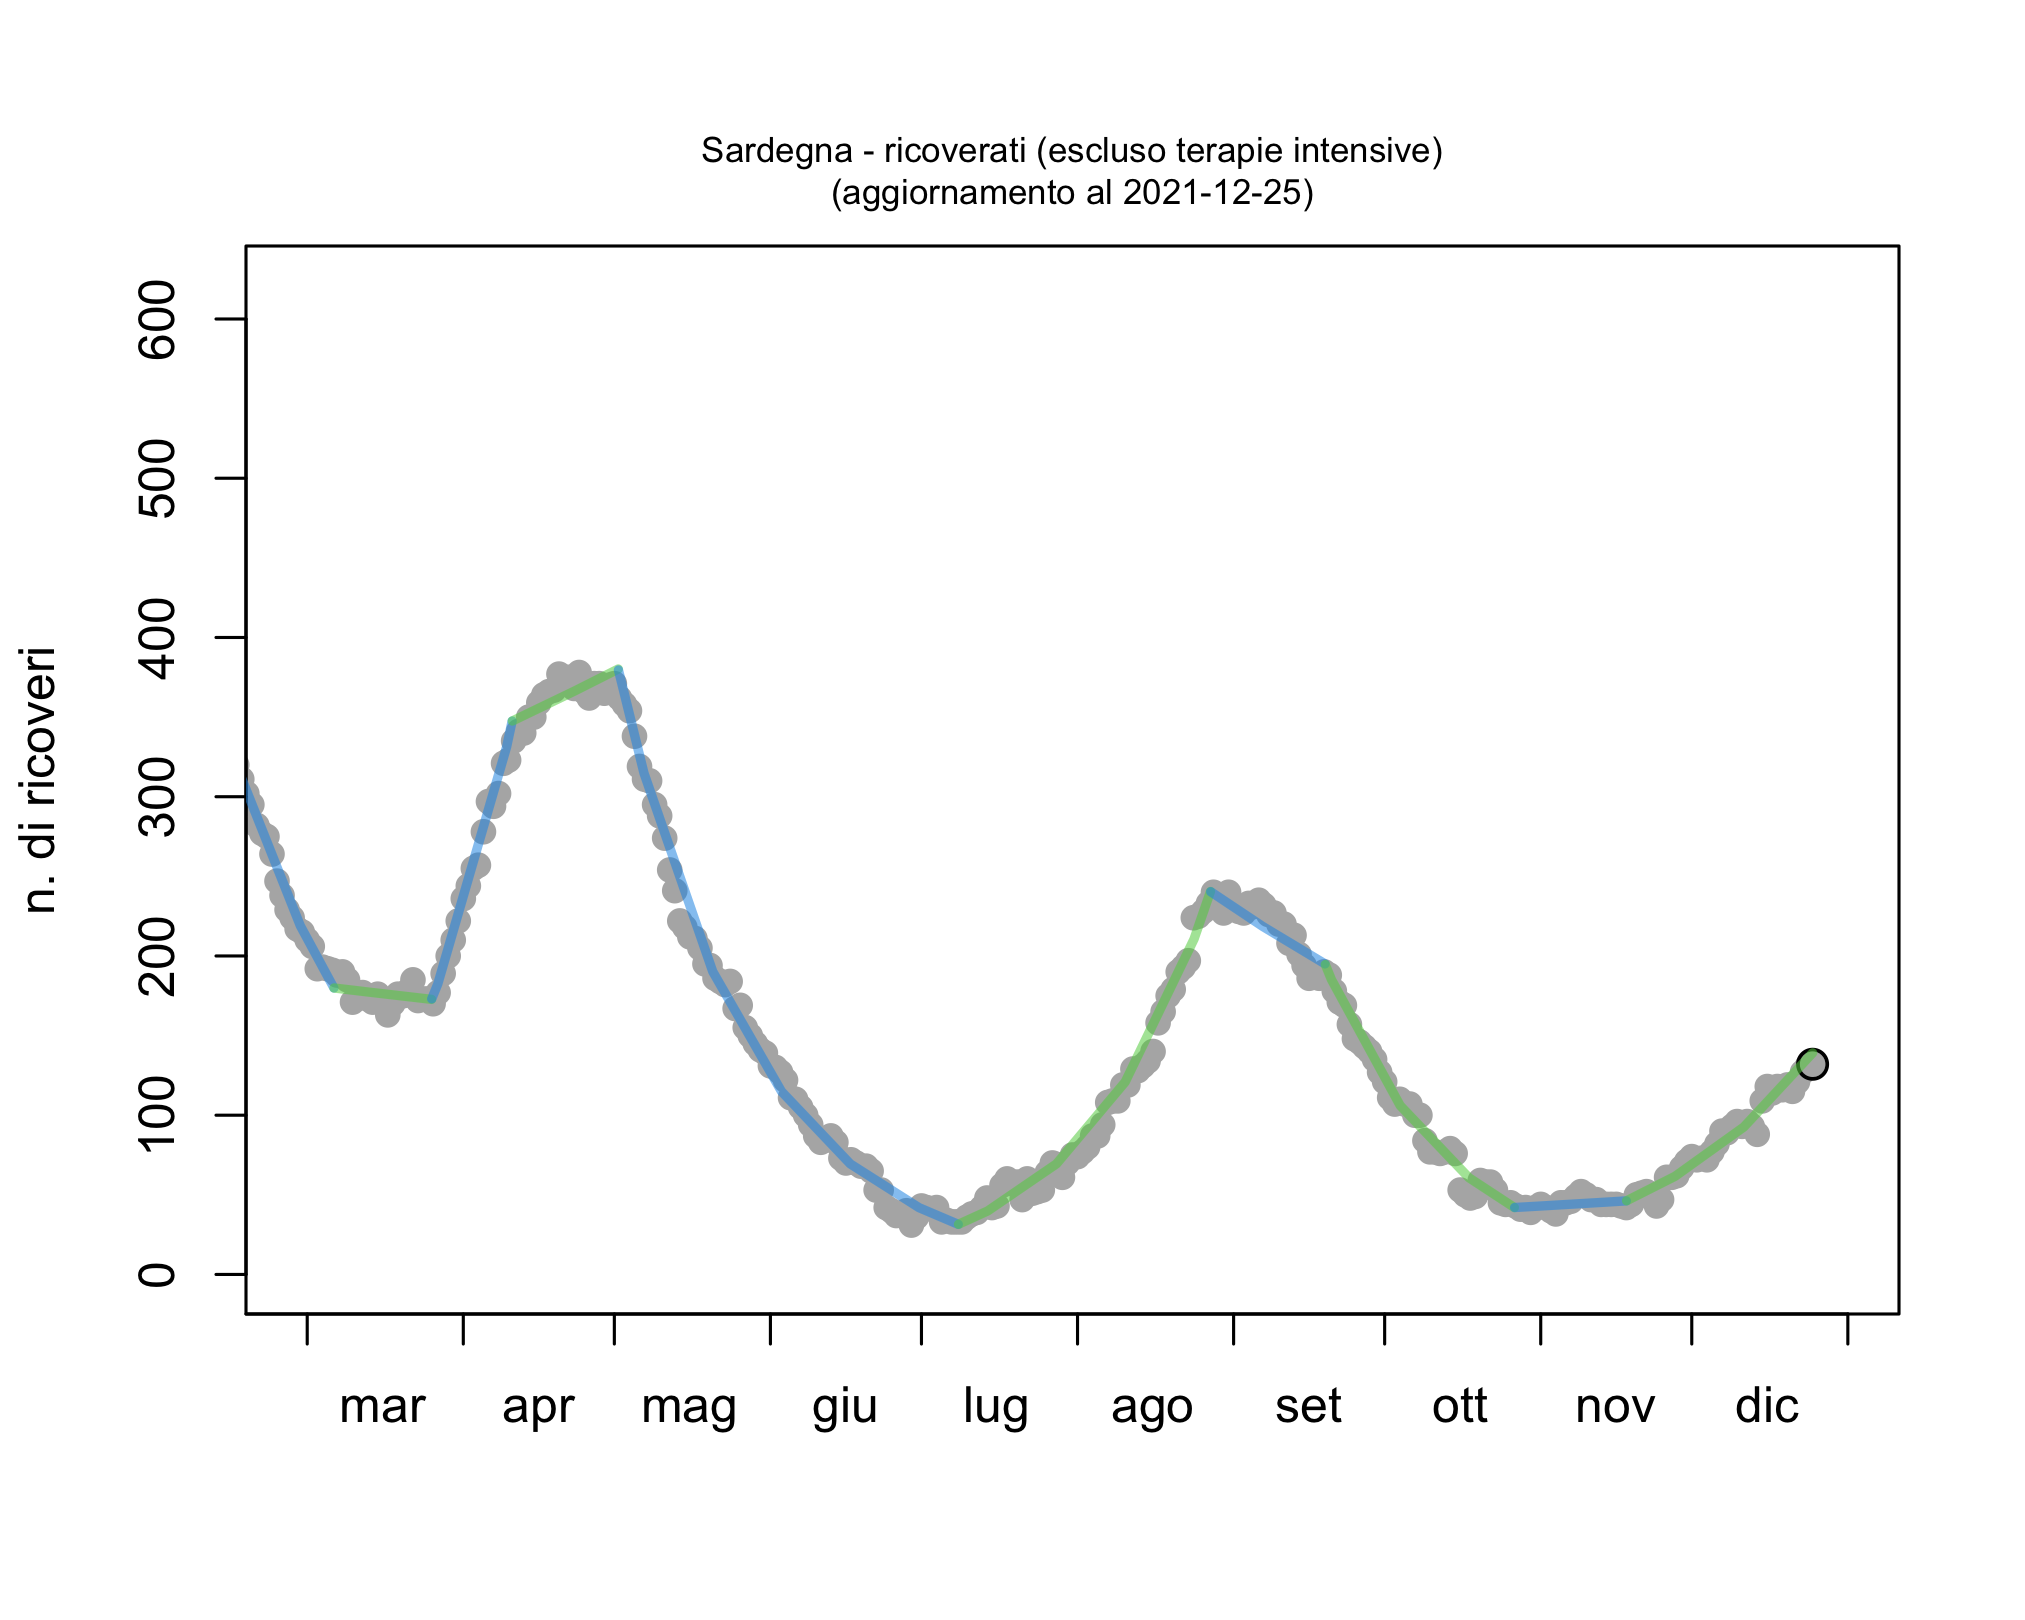 Sardegna - ricoverati (escluso terapie intensive)
(aggiornamento al 2021-12-25)
n. di ricoveri
600
500
400
300
200
100
0
mar apr mag giu lug ago set ott nov dic